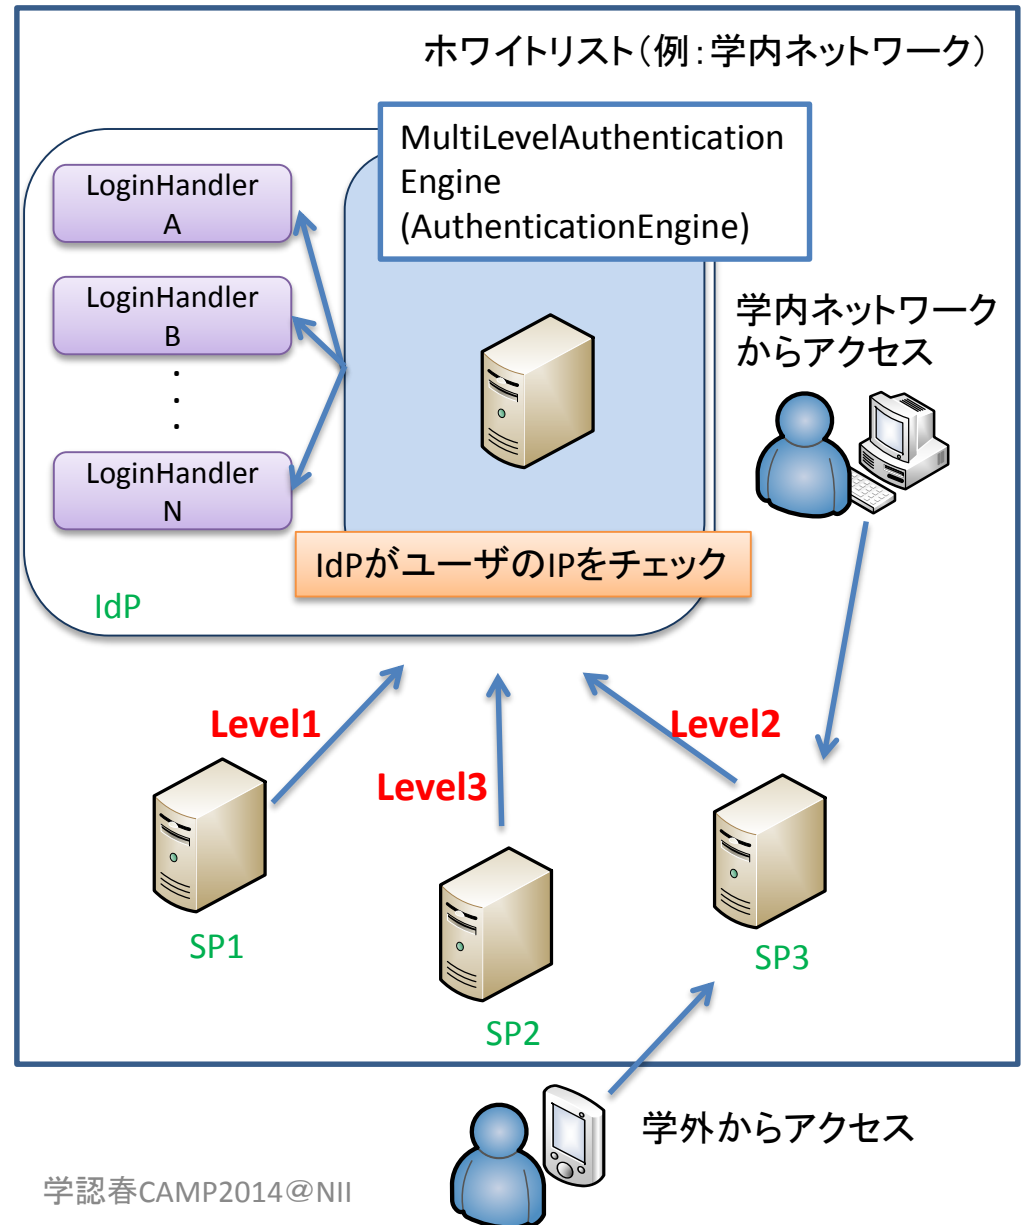 ホワイトリスト(例:学内ネットワーク)
MultiLevelAuthentication
Engine
(AuthenticationEngine)
LoginHandler
A
LoginHandler
B
・
・
・
LoginHandler
N
学内ネットワーク
からアクセス
IdPがユーザのIPをチェック
IdP
Level1
Level3
Level2
SP1
SP2
SP3
学外からアクセス
学認春CAMP2014@NII